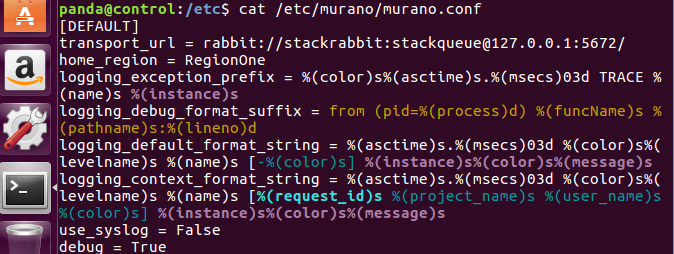 panda@control:/etc$ cat /etc/murano/murano.conf
[DEFAULT]
transport_url = rabbit://stackrabbit:stackqueue@127.0.0.1:5672/
home_region = RegionOne
logging_exception_prefix = %(color)s%(asctime)s.%(msecs)03d TRACE %
(name)s %(instance)s
logging_debug_format_suffix = from (pid=%(process)d) %(funcName)s %
(pathname)s:%(lineno)d
logging_default_format_string = %(asctime)s.%(msecs)03d %(color)s%(
levelname)s %(name)s [-%(color)s] %(instance)s%(color)s%(message)s
logging_context_format_string = %(asctime)s.%(msecs)03d %(color)s%(
levelname)s %(name)s [%(request_id)s %(project_name)s %(user_name)s
%(color)s] %(instance)s%(color)s%(message)s
use_syslog = False
debug = True